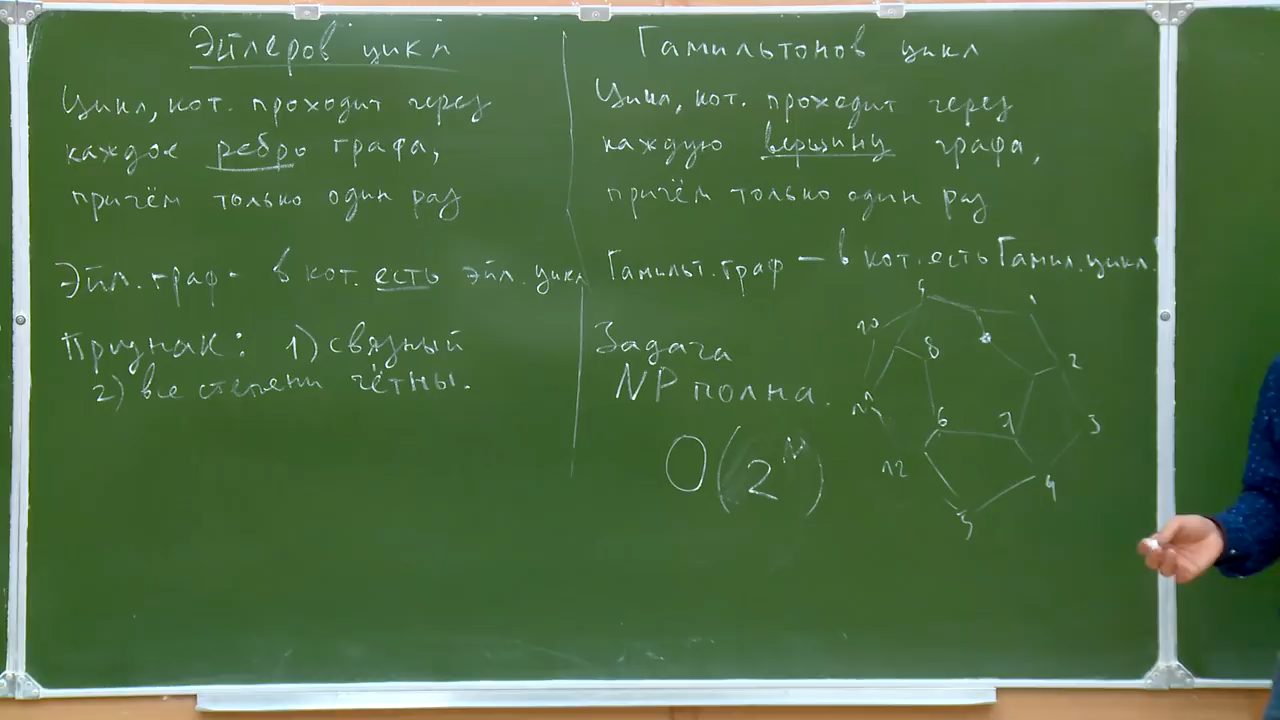 Эйлеров цикл
Цикл, кот. проходит через
каждое ребро графа,
причём только один раз
Эйл. граф - в кот. есть эйл. цикл
Признак: 1) связный
2) все степени чётны.
Гамильтонов цикл
Цикл, кот. проходит через
каждую вершину графа,
причём только один раз
Гамильт. граф — в кот. есть Гамил. цикл.
Задача
NP полна.
O(2^N)
1
10
8
2
11
6
7
3
12
4
5